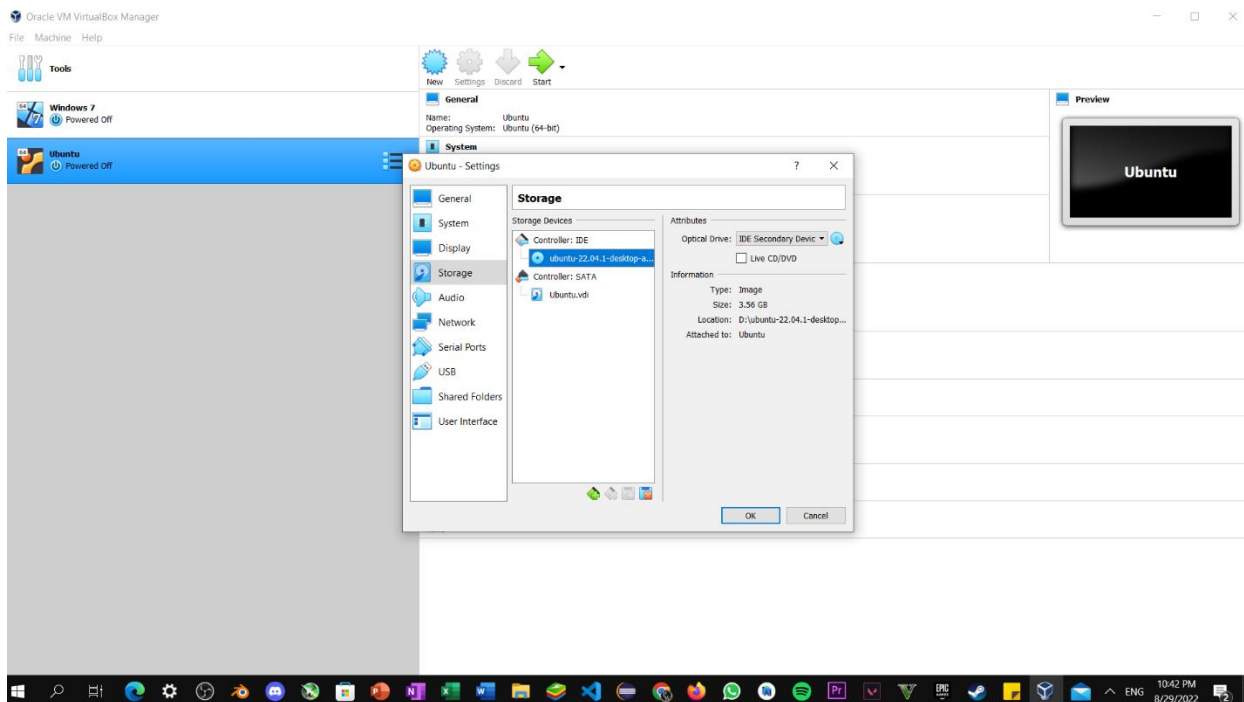 Oracle VM VirtualBox Manager
File Machine Help
Tools
New Settings Discard Start
Windows 7
Powered Off
Ubuntu
Powered Off
General
Name: Ubuntu
Operating System: Ubuntu (64-bit)
System
Preview
Ubuntu
Ubuntu - Settings
General
System
Display
Storage
Audio
Network
Serial Ports
USB
Shared Folders
User Interface
Storage
Storage Devices
Controller: IDE
ubuntu-22.04.1-desktop-a...
Controller: SATA
Ubuntu.vdi
Attributes
Optical Drive: IDE Secondary Devic
Live CD/DVD
Information
Type: Image
Size: 3.56 GB
Location: D:\ubuntu-22.04.1-desktop...
Attached to: Ubuntu
OK Cancel
ENG
10:42 PM
8/29/2022